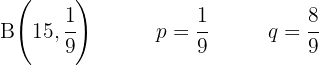 B(15, 1/9)    p = 1/9    q = 8/9